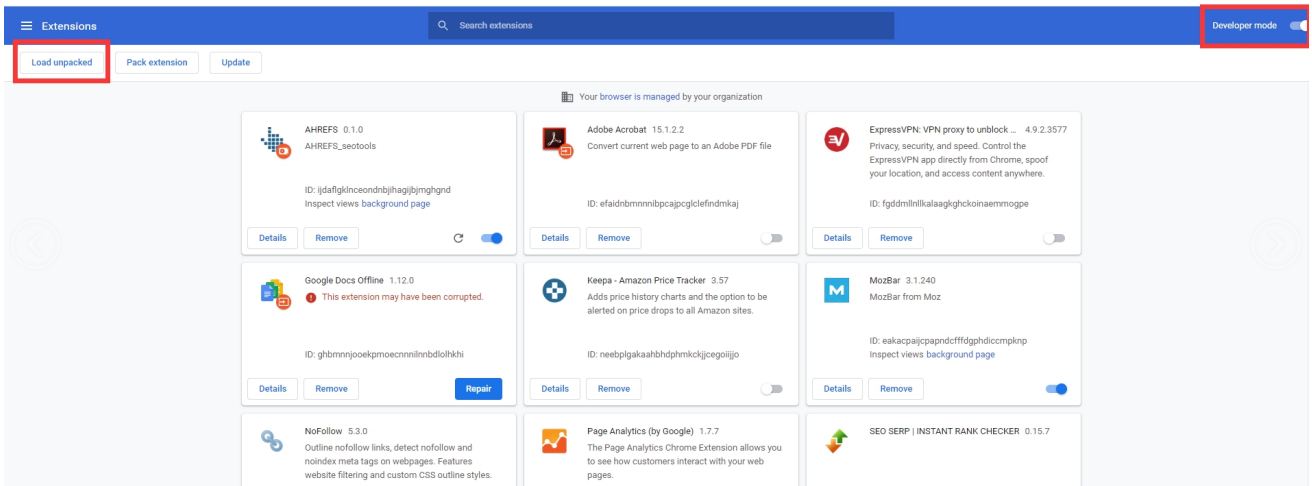 Extensions
Search extensions
Developer mode
Load unpacked
Pack extension
Update
Your browser is managed by your organization
AHREFS 0.1.0
AHREFS_seotools
ID: ijdaflgklnceondnbjihagijbjmghgnd
Inspect views background page
Details
Remove
Adobe Acrobat 15.1.2.2
Convert current web page to an Adobe PDF file
ID: efaidnbmnnnibpcajpcglclefindmkaj
Details
Remove
ExpressVPN: VPN proxy to unblock ... 4.9.2.3577
Privacy, security, and speed. Control the
ExpressVPN app directly from Chrome, spoof
your location, and access content anywhere.
ID: fgddmllnllkalaagkghckoinaemmogpe
Details
Remove
Google Docs Offline 1.12.0
This extension may have been corrupted.
ID: ghbmnnjooekpmoecnnnilnnbdlolhkhi
Details
Remove
Repair
Keepa - Amazon Price Tracker 3.57
Adds price history charts and the option to be
alerted on price drops to all Amazon sites.
ID: neebplgakaahbhdphmkckjjcegoiijjo
Details
Remove
MozBar 3.1.240
MozBar from Moz
ID: eakacpaijcpapndcfffdgphdiccmpknp
Inspect views background page
Details
Remove
NoFollow 5.3.0
Outline nofollow links, detect nofollow and
noindex meta tags on webpages. Features
website filtering and custom CSS outline styles.
Page Analytics (by Google) 1.7.7
The Page Analytics Chrome Extension allows you
to see how customers interact with your web
pages.
SEO SERP | INSTANT RANK CHECKER 0.15.7